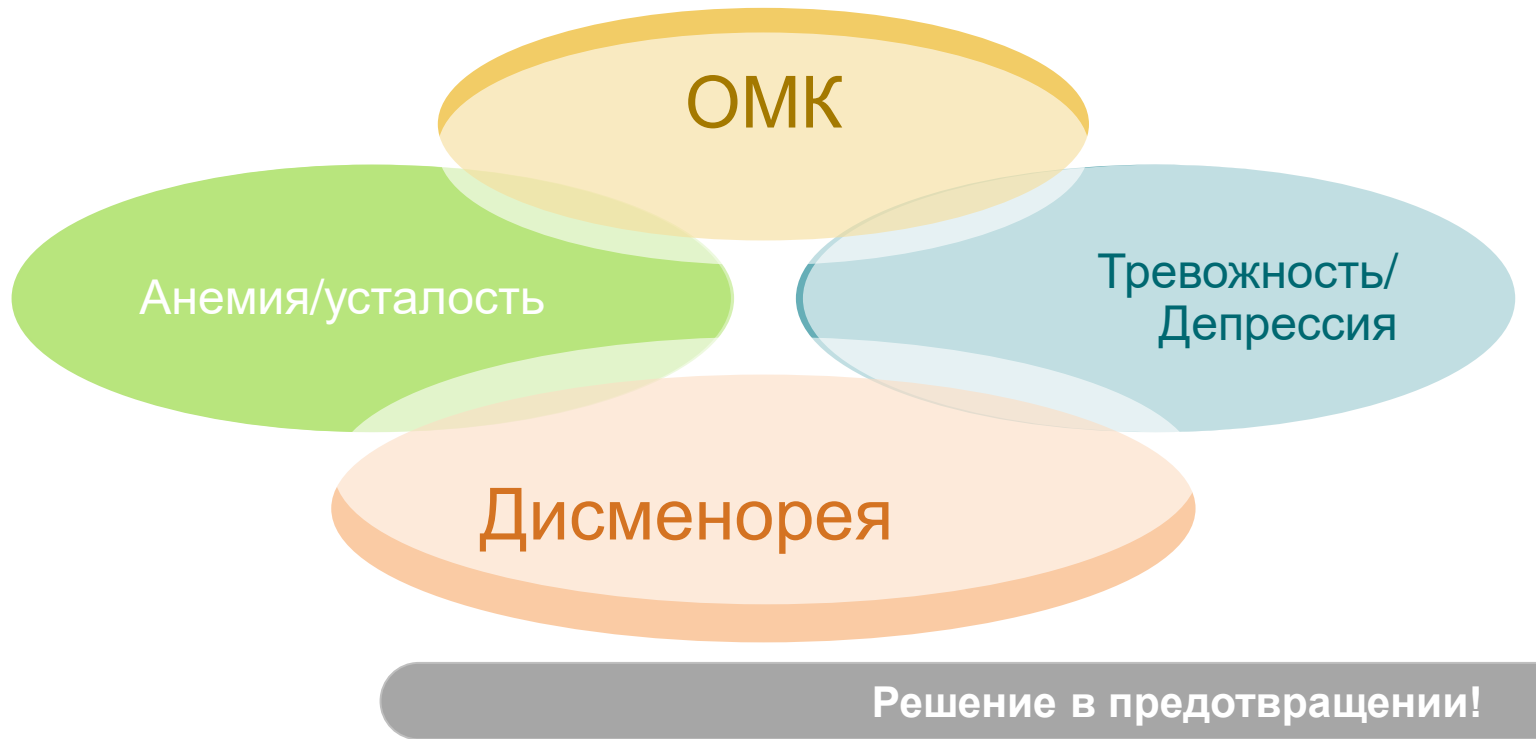 ОМК
Анемия/усталость
Тревожность/
Депрессия
Дисменорея
Решение в предотвращении!